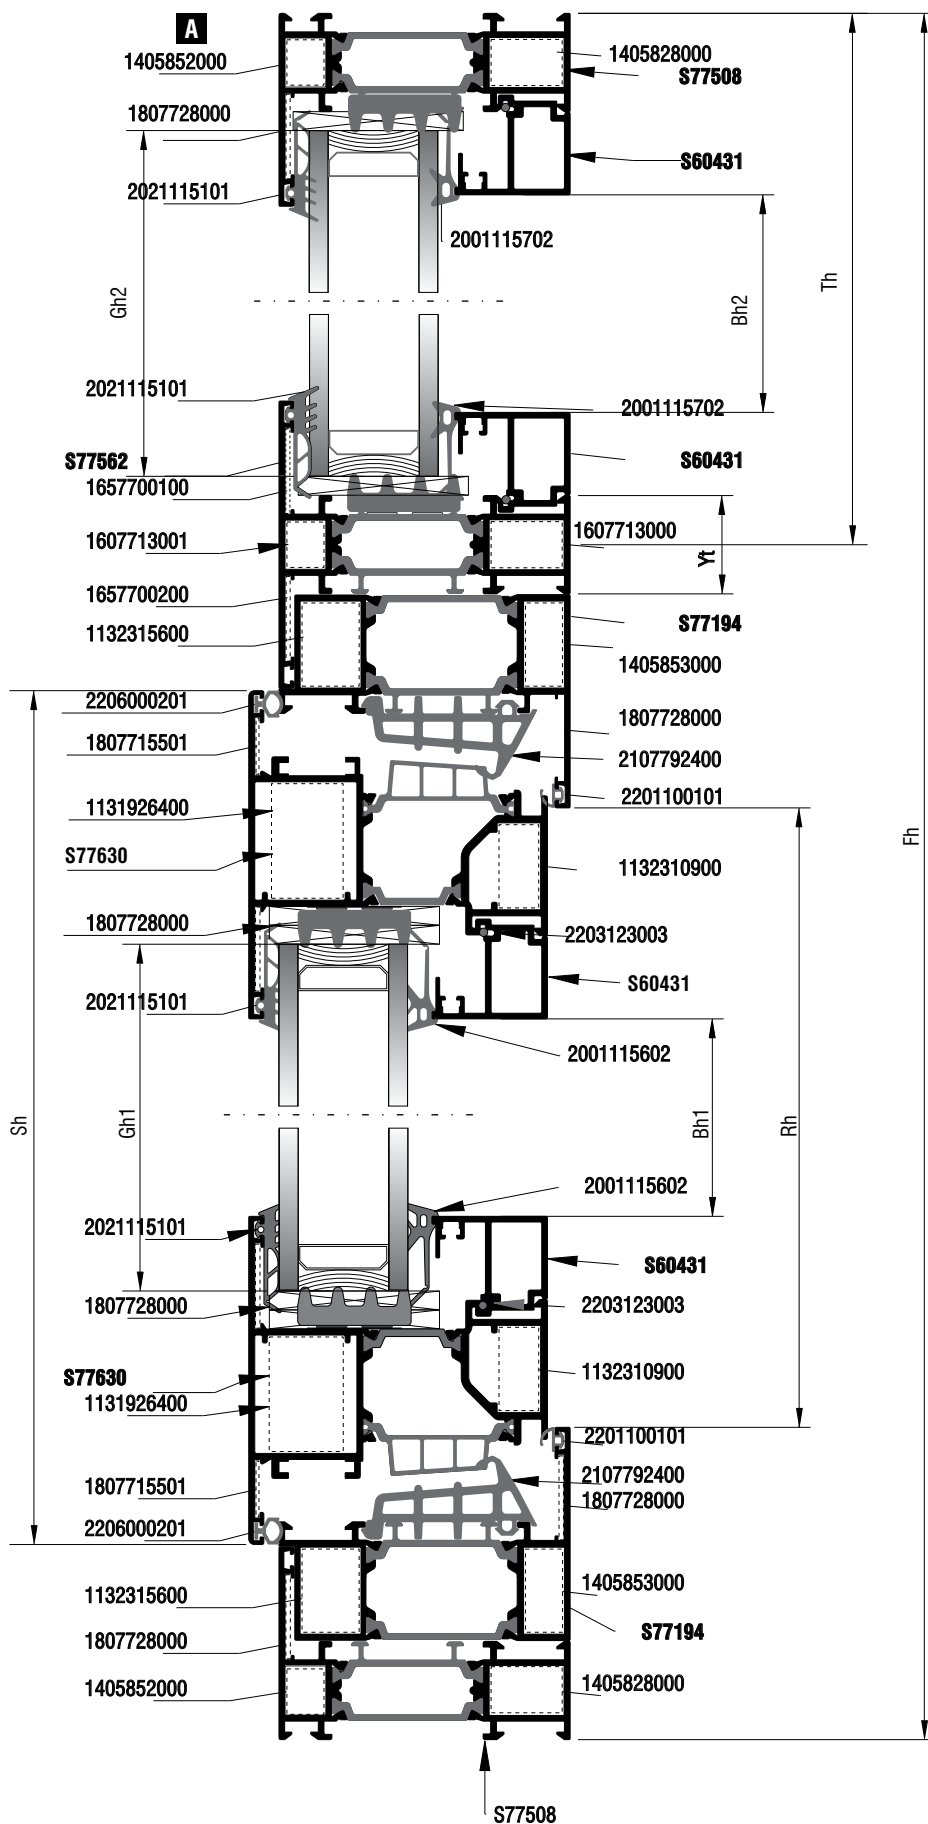 A
1405852000
1405828000
S77508
1807728000
S60431
2021115101
2001115702
Th
Gh2
Bh2
2021115101
2001115702
S77562
S60431
1657700100
1607713001
1607713000
Yt
1657700200
S77194
1132315600
1405853000
2206000201
1807728000
1807715501
2107792400
2201100101
1131926400
Fh
S77630
1132310900
1807728000
2203123003
S60431
2021115101
2001115602
Sh
Gh1
Bh1
Rh
2001115602
2021115101
S60431
1807728000
2203123003
S77630
1132310900
1131926400
2201100101
2107792400
1807715501
1807728000
2206000201
1405853000
1132315600
S77194
1807728000
1405852000
1405828000
S77508